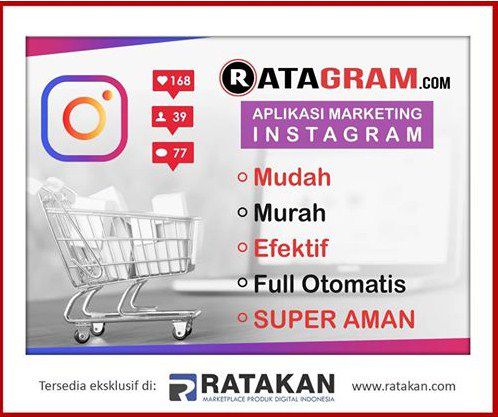 168
39
77
RATAGRAM.COM
APLIKASI MARKETING
INSTAGRAM
Mudah
Murah
Efektif
Full Otomatis
SUPER AMAN
Tersedia eksklusif di:
RATAKAN
MARKETPLACE PRODUK DIGITAL INDONESIA
www.ratakan.com